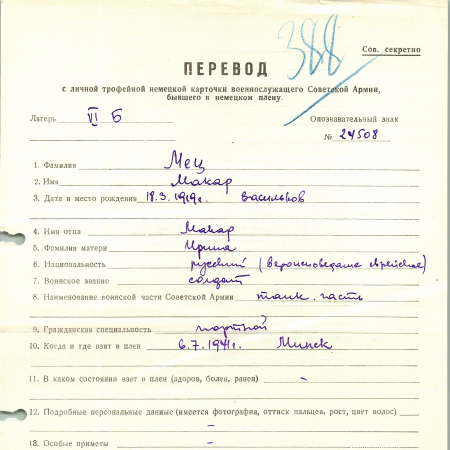 388
Сов. секретно
ПЕРЕВОД
с личной трофейной немецкой карточки военнослужащего Советской Армии,
бывшего в немецком плену.
Лагерь VI Б Опознавательный знак
№ 24508
1. Фамилия Мец
2. Имя Макар
3. Дата и место рождения 18.3.1919г. Васильков
4. Имя отца Макар
5. Фамилия матери Ирина
6. Национальность русский (вероисповедание еврейское)
7. Воинское звание солдат
8. Наименование воинской части Советской Армии танк. часть
9. Гражданская специальность портной
10. Когда и где взят в плен 6.7.1941г. Минск
11. В каком состоянии взят в плен (здоров, болен, ранен) –
12. Подробные персональные данные (имеется фотография, оттиск пальцев, рост, цвет волос)
–
13. Особые приметы –